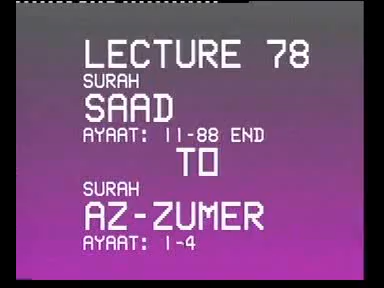 LECTURE 78
SURAH
SAAD
AYAAT: 11-88 END
TO
SURAH
AZ-ZUMER
AYAAT: 1-4